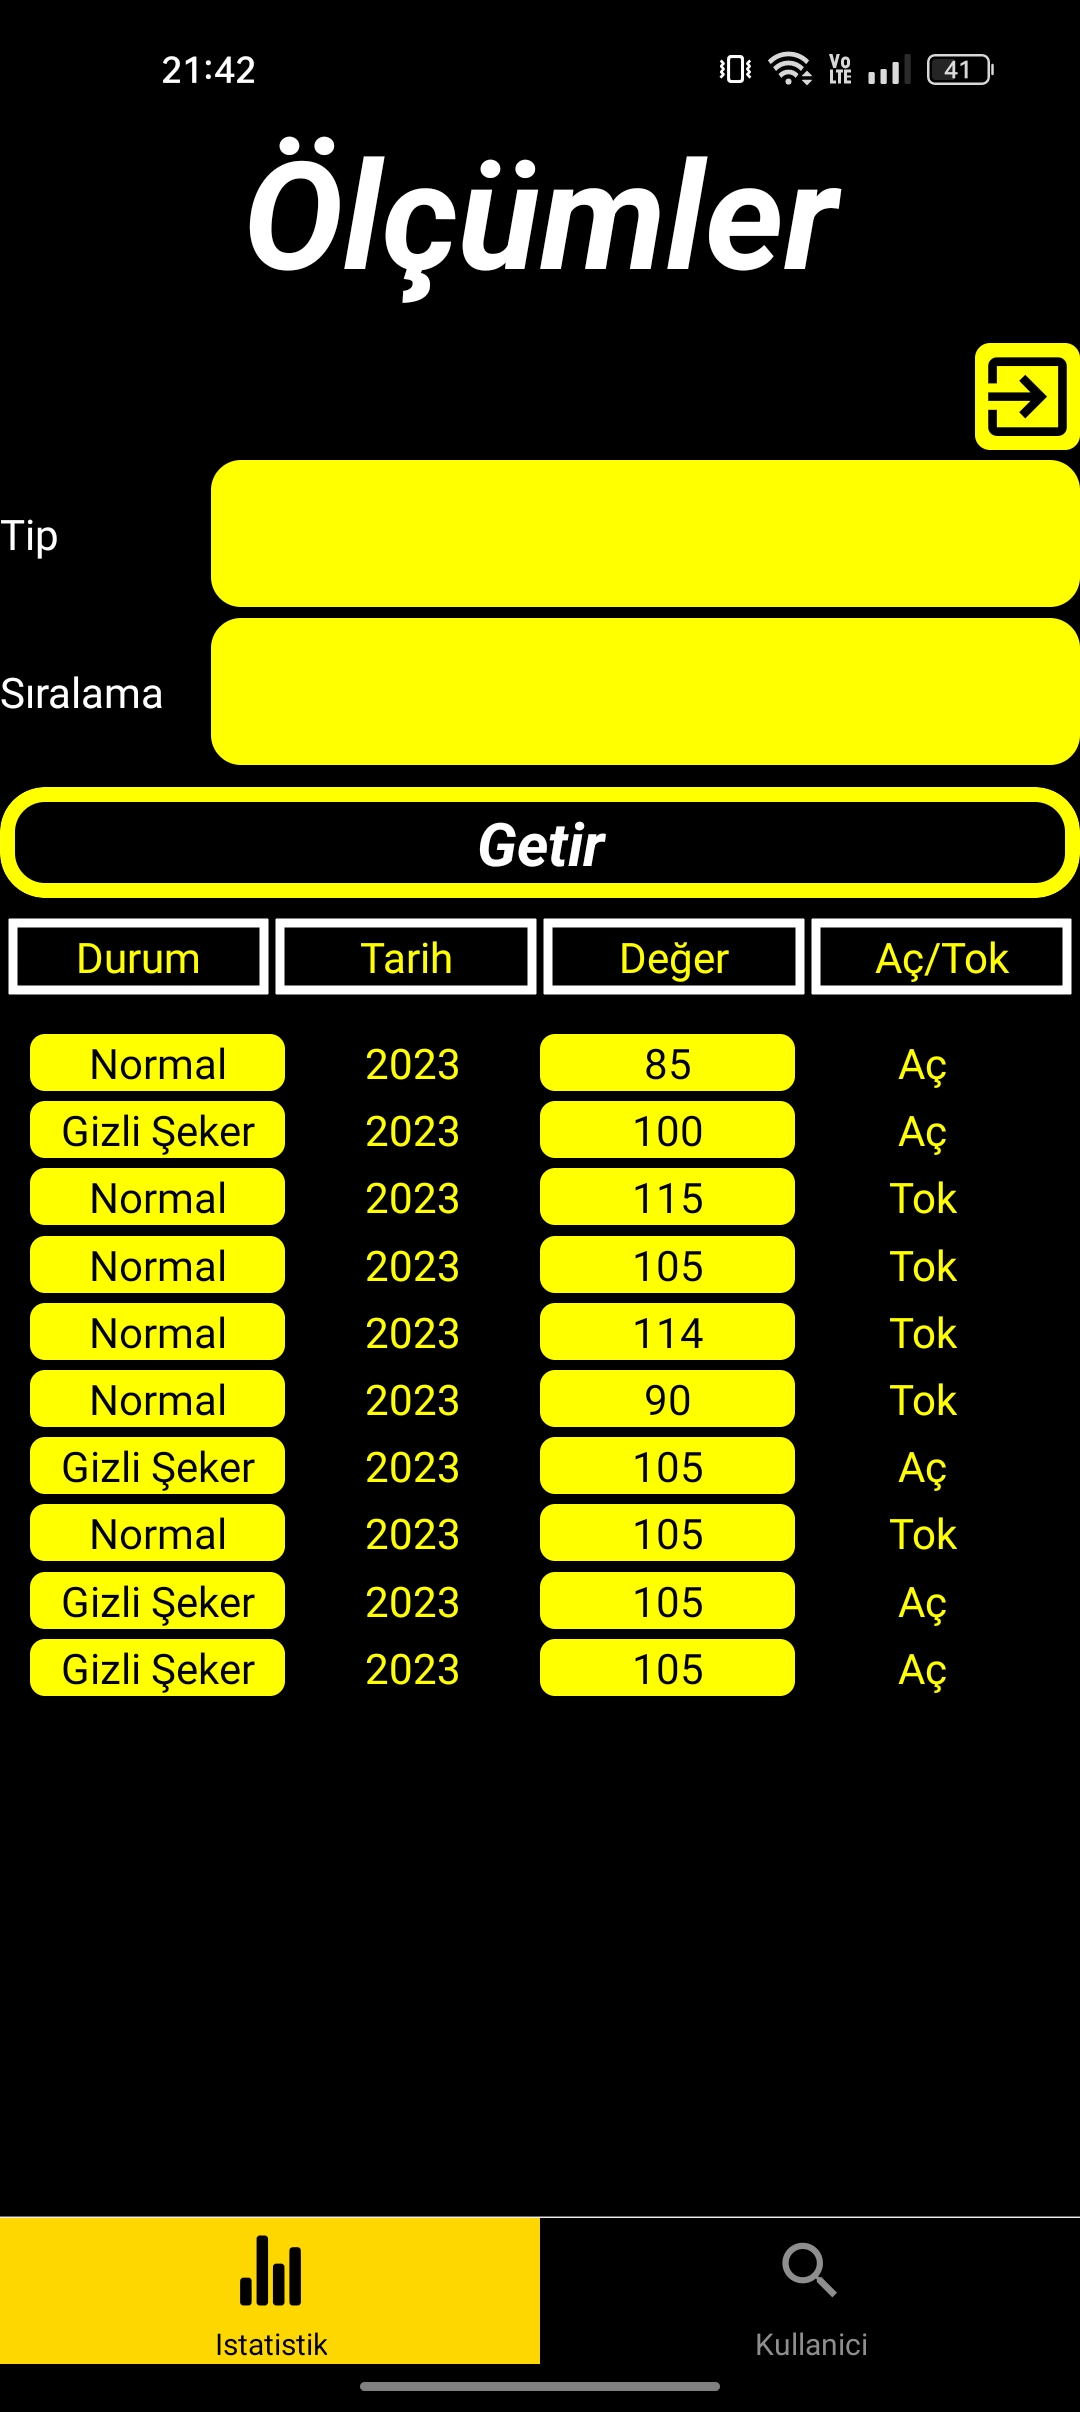 21:42 Vo LTE 41
Ölçümler
Tip
Sıralama
Getir
Durum Tarih Değer Aç/Tok
Normal 2023 85 Aç
Gizli Şeker 2023 100 Aç
Normal 2023 115 Tok
Normal 2023 105 Tok
Normal 2023 114 Tok
Normal 2023 90 Tok
Gizli Şeker 2023 105 Aç
Normal 2023 105 Tok
Gizli Şeker 2023 105 Aç
Gizli Şeker 2023 105 Aç
Istatistik Kullanici